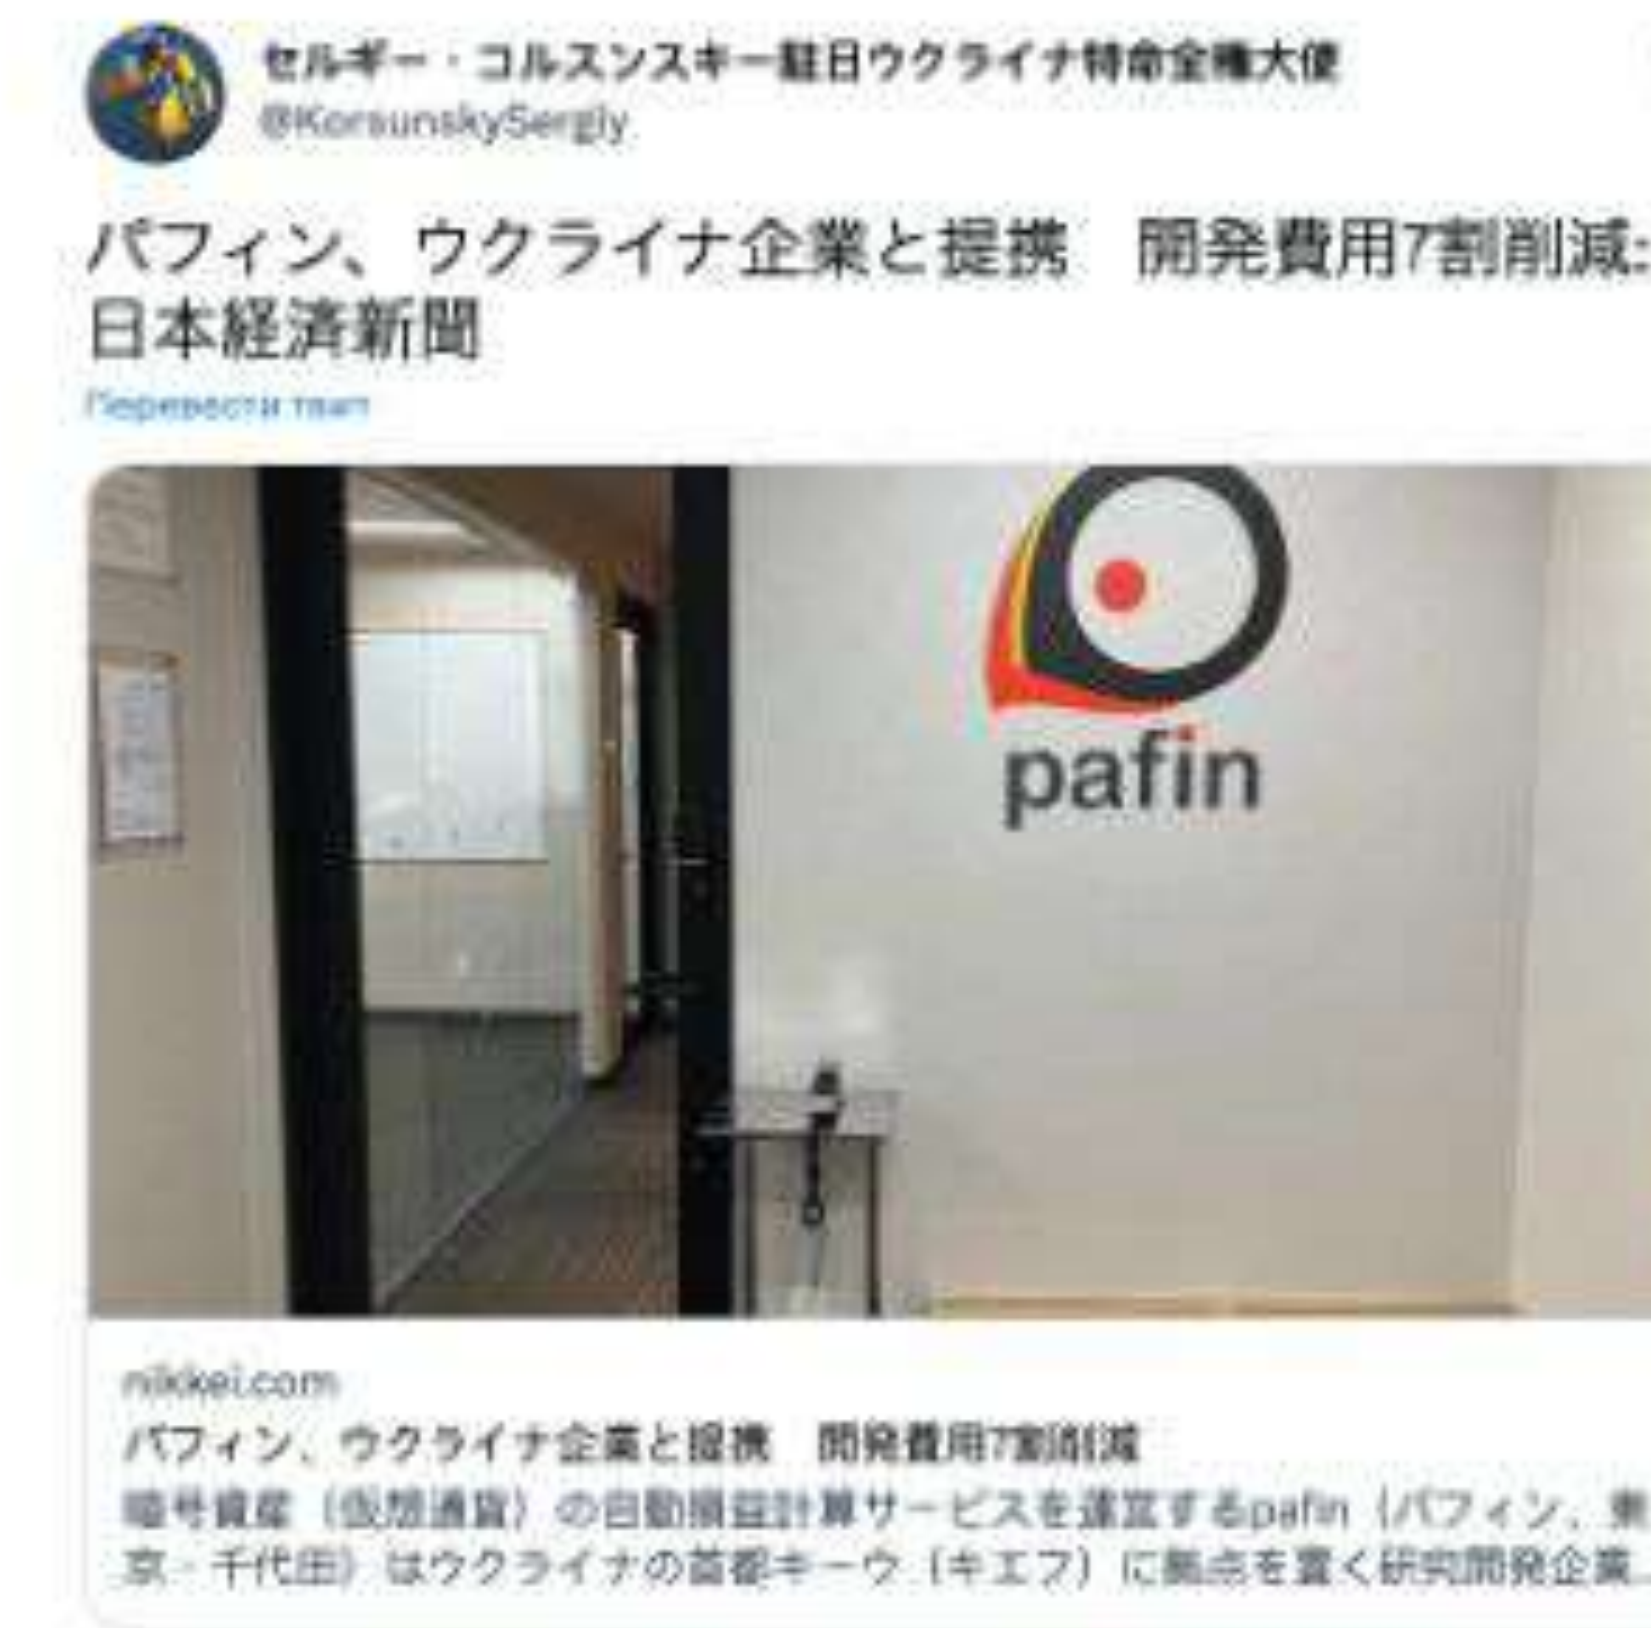 セルギー・コルスンスキー駐日ウクライナ特命全権大使
@KorsunskySergiy
パフィン、ウクライナ企業と提携　開発費用7割削減:
日本経済新聞
Перевести твит
pafin
nikkei.com
パフィン、ウクライナ企業と提携　開発費用7割削減
暗号資産（仮想通貨）の自動損益計算サービスを運営するpafin（パフィン、東
京・千代田）はウクライナの首都キーウ（キエフ）に拠点を置く研究開発企業...